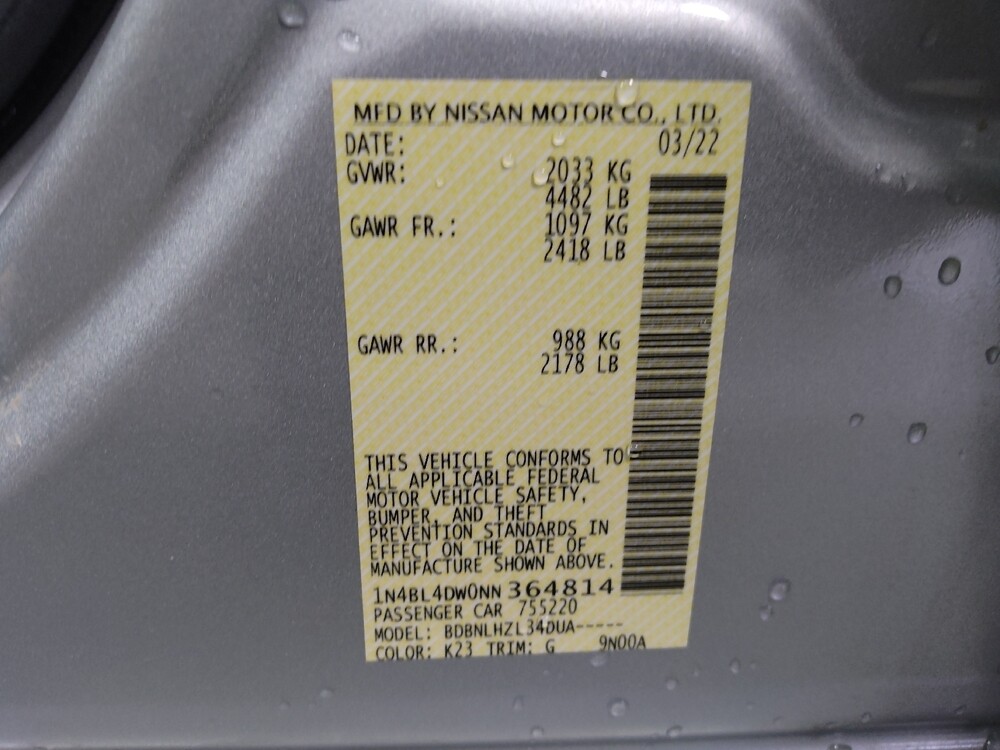 MFD BY NISSAN MOTOR CO., LTD.
DATE: 03/22
GVWR: 2033 KG
4482 LB
GAWR FR.: 1097 KG
2418 LB
GAWR RR.: 988 KG
2178 LB
THIS VEHICLE CONFORMS TO
ALL APPLICABLE FEDERAL
MOTOR VEHICLE SAFETY,
BUMPER, AND THEFT
PREVENTION STANDARDS IN
EFFECT ON THE DATE OF
MANUFACTURE SHOWN ABOVE.
1N4BL4DW0NN364814
PASSENGER CAR 755220
MODEL: BDBNLHZL34DUA-----
COLOR: K23 TRIM: G 9N00A